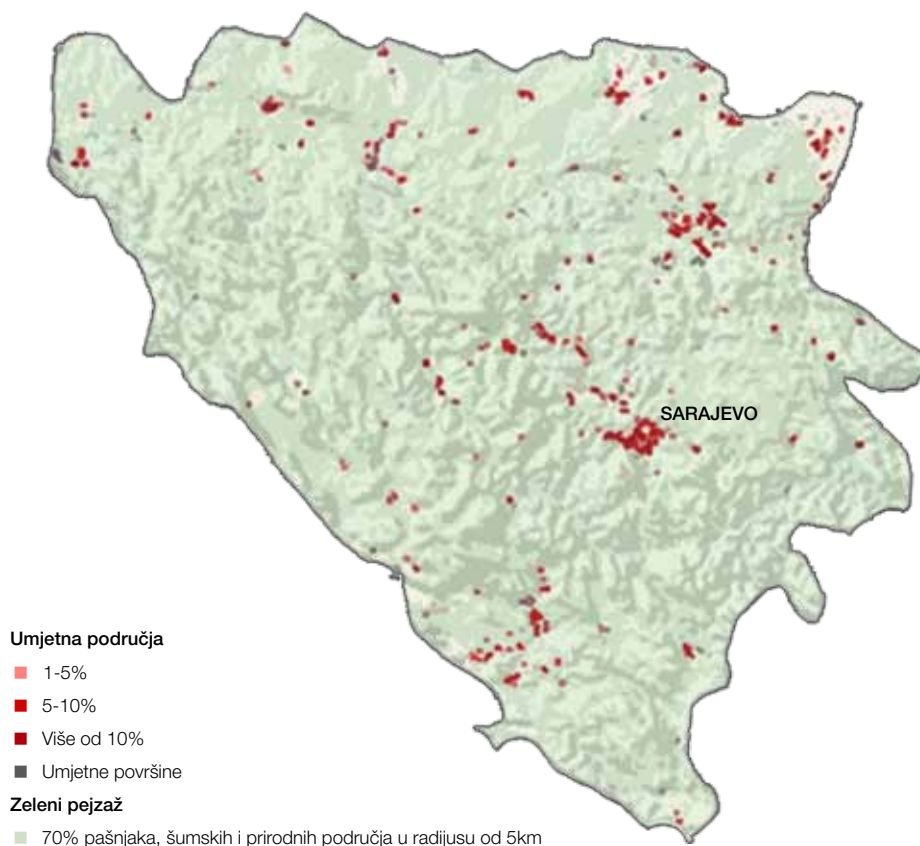 SARAJEVO
Umjetna područja
1-5%
5-10%
Više od 10%
Umjetne površine
Zeleni pejzaž
70% pašnjaka, šumskih i prirodnih područja u radijusu od 5km